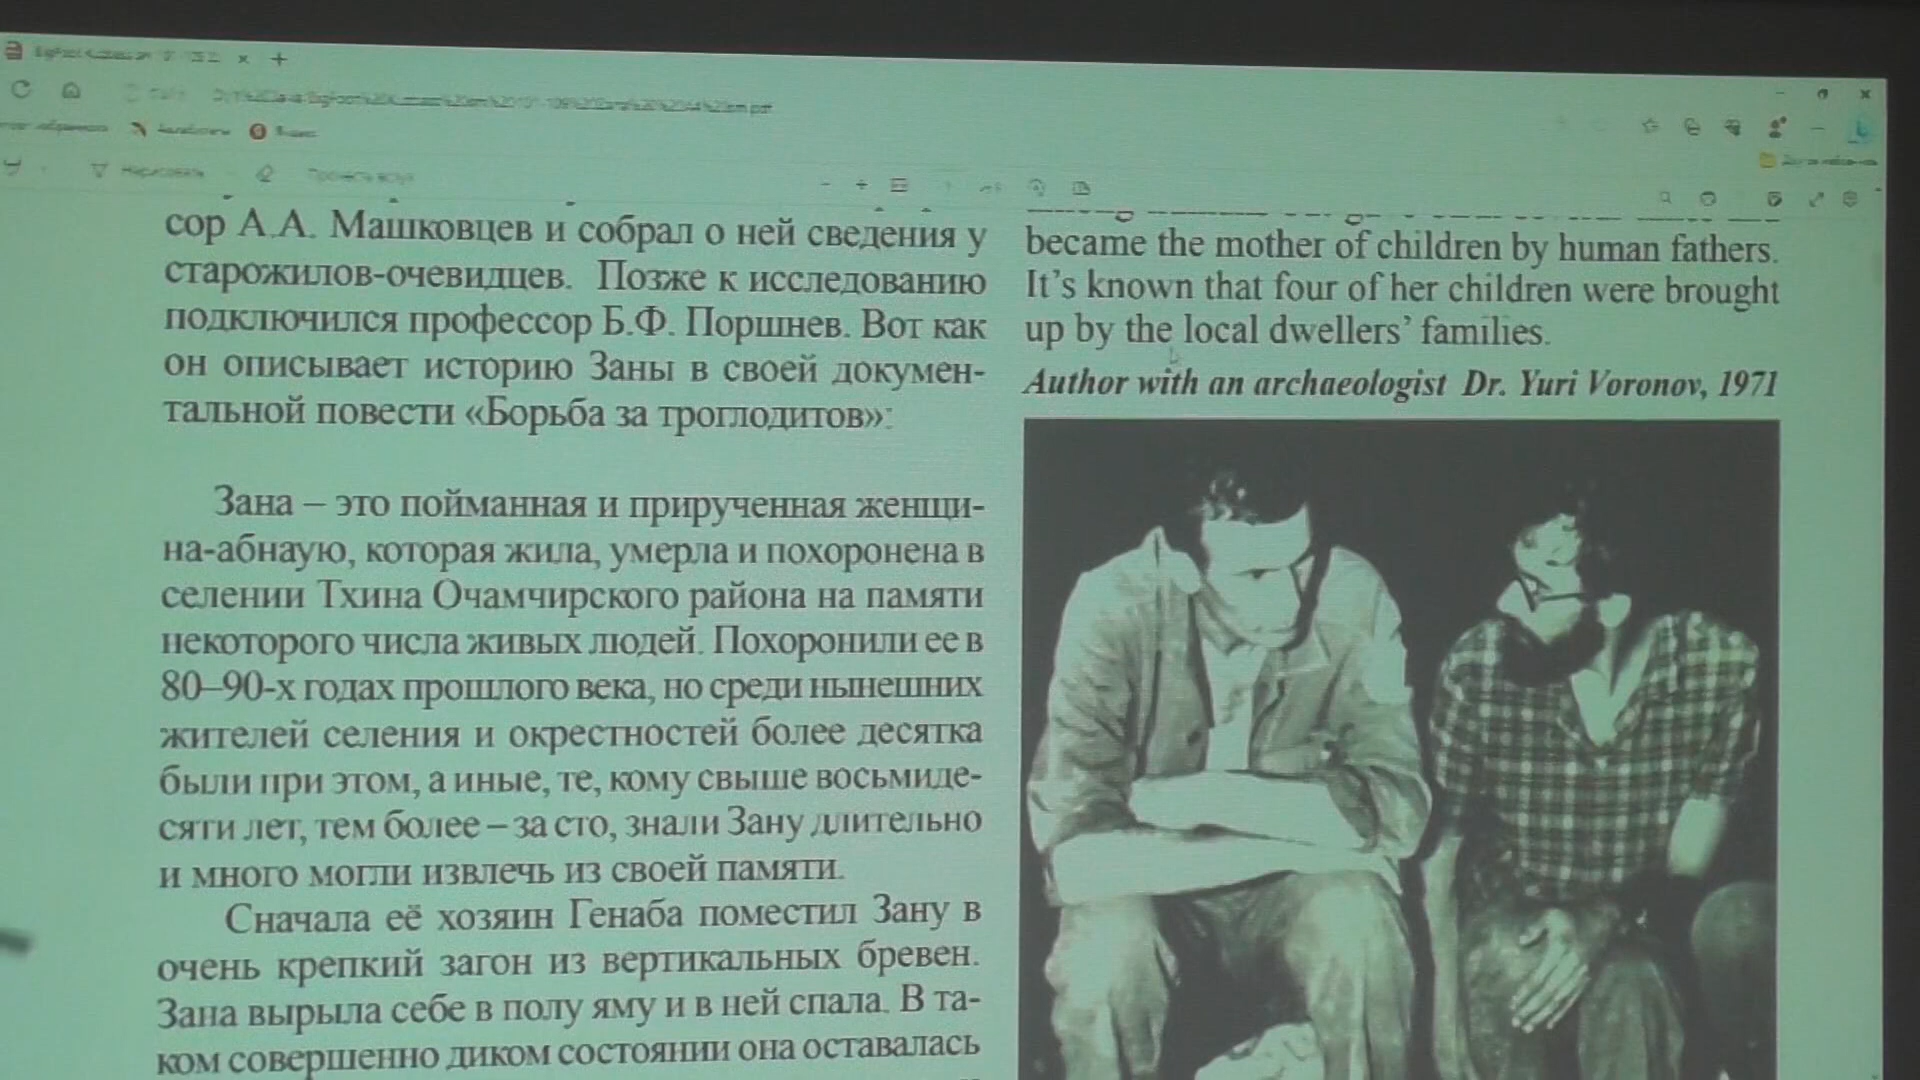 сор А.А. Машковцев и собрал о ней сведения у
старожилов-очевидцев. Позже к исследованию
подключился профессор Б.Ф. Поршнев. Вот как
он описывает историю Заны в своей докумен-
тальной повести «Борьба за троглодитов»:
Зана – это пойманная и прирученная женщи-
на-абнаую, которая жила, умерла и похоронена в
селении Тхина Очамчирского района на памяти
некоторого числа живых людей. Похоронили ее в
80–90-х годах прошлого века, но среди нынешних
жителей селения и окрестностей более десятка
были при этом, а иные, те, кому свыше восьмиде-
сяти лет, тем более – за сто, знали Зану длительно
и много могли извлечь из своей памяти.
Сначала её хозяин Генаба поместил Зану в
очень крепкий загон из вертикальных бревен.
Зана вырыла себе в полу яму и в ней спала. В та-
ком совершенно диком состоянии она оставалась
became the mother of children by human fathers.
It's known that four of her children were brought
up by the local dwellers' families.
Author with an archaeologist Dr. Yuri Voronov, 1971